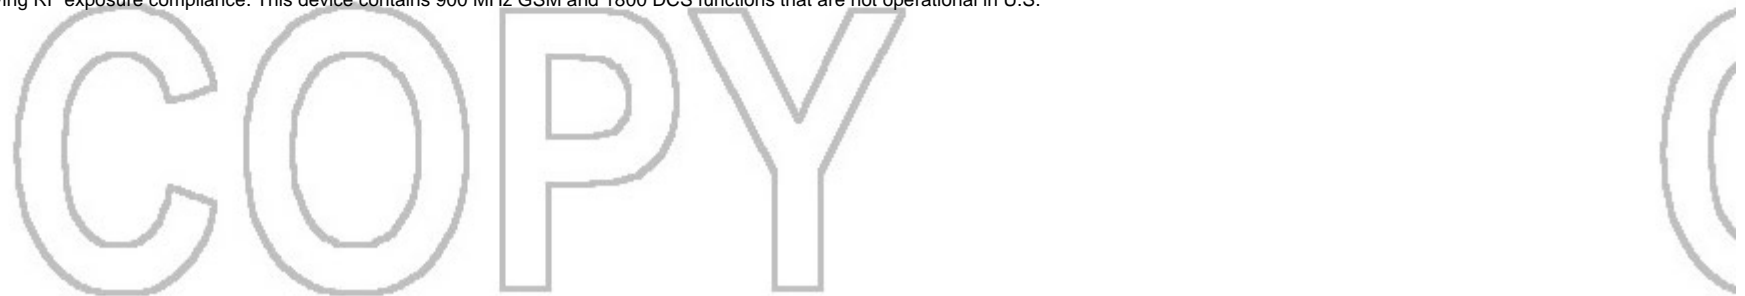 ving RF exposure compliance. This device contains 900 MHz GSM and 1800 DCS functions that are not operational in U.S.
COPY